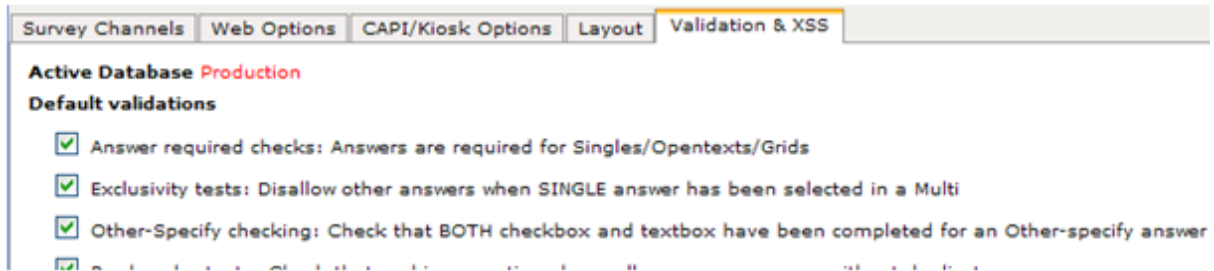 Survey Channels Web Options CAPI/Kiosk Options Layout Validation & XSS
Active Database Production
Default validations
Answer required checks: Answers are required for Singles/Opentexts/Grids
Exclusivity tests: Disallow other answers when SINGLE answer has been selected in a Multi
Other-Specify checking: Check that BOTH checkbox and textbox have been completed for an Other-specify answer